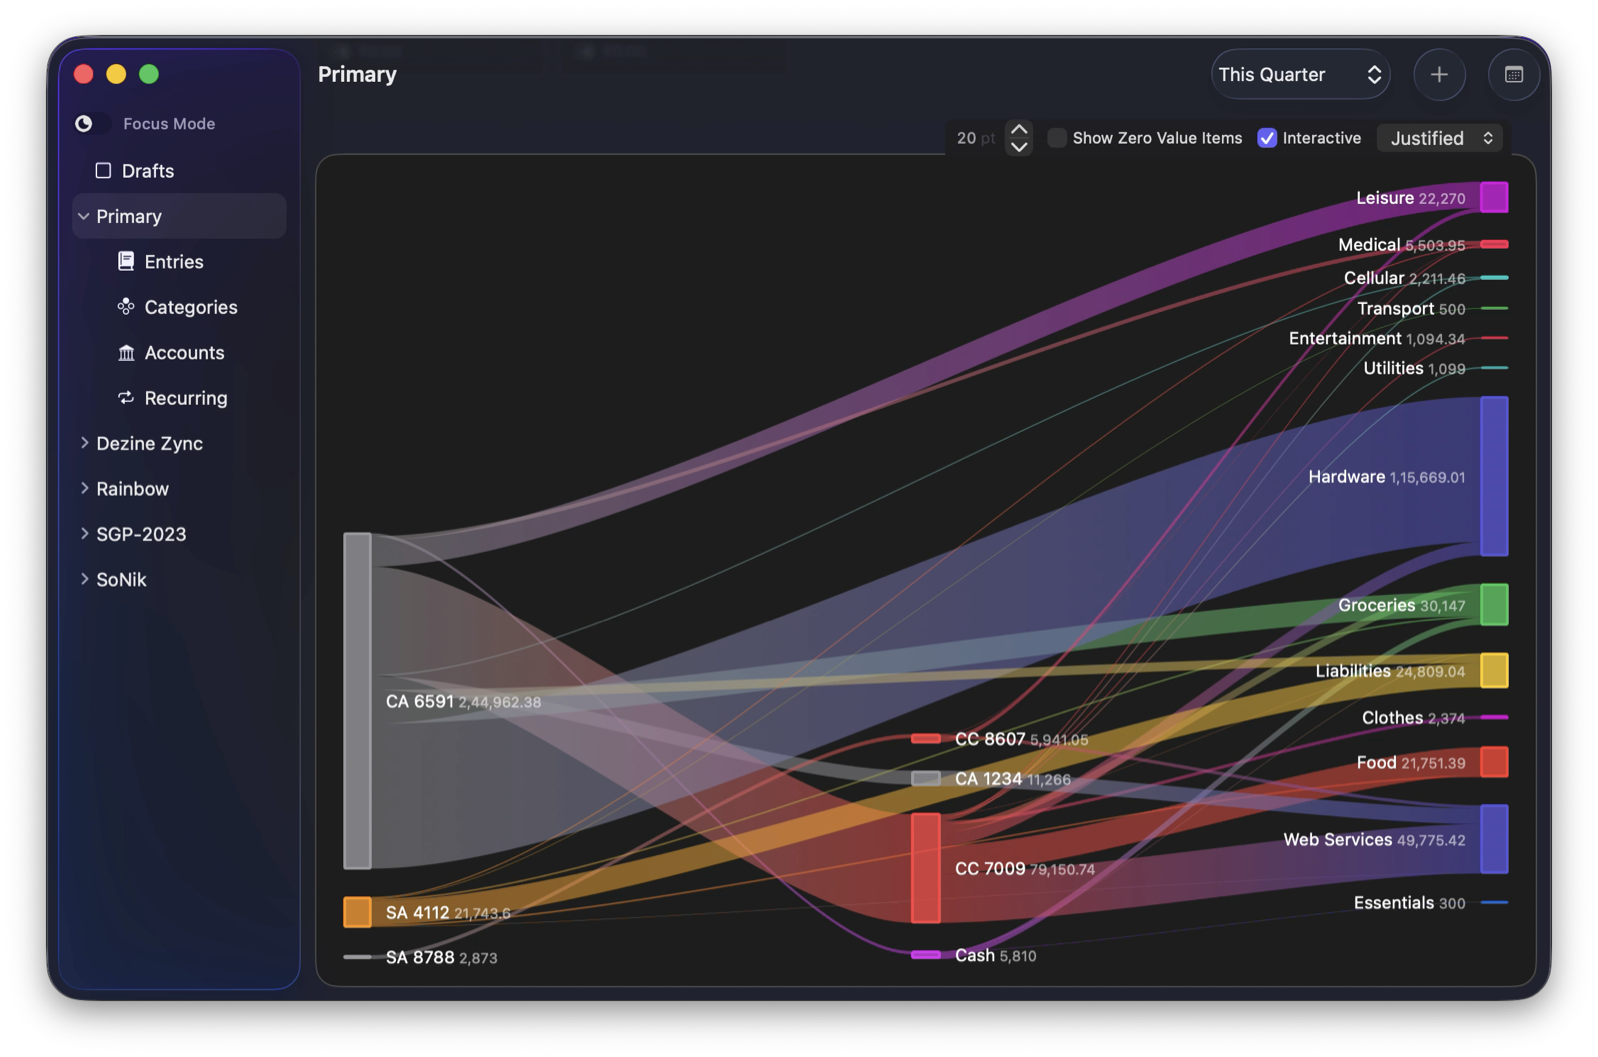 Primary
This Quarter
Focus Mode
Drafts
Primary
Entries
Categories
Accounts
Recurring
Dezine Zync
Rainbow
SGP-2023
SoNik
20 pt
Show Zero Value Items
Interactive
Justified
Leisure 22,270
Medical 5,503.95
Cellular 2,211.46
Transport 500
Entertainment 1,094.34
Utilities 1,099
Hardware 1,15,669.01
Groceries 30,147
Liabilities 24,809.04
Clothes 2,374
Food 21,751.39
Web Services 49,775.42
Essentials 300
CA 6591 2,44,962.38
SA 4112 21,743.6
SA 8788 2,873
CC 8607 5,941.05
CA 1234 11,266
CC 7009 79,150.74
Cash 5,810